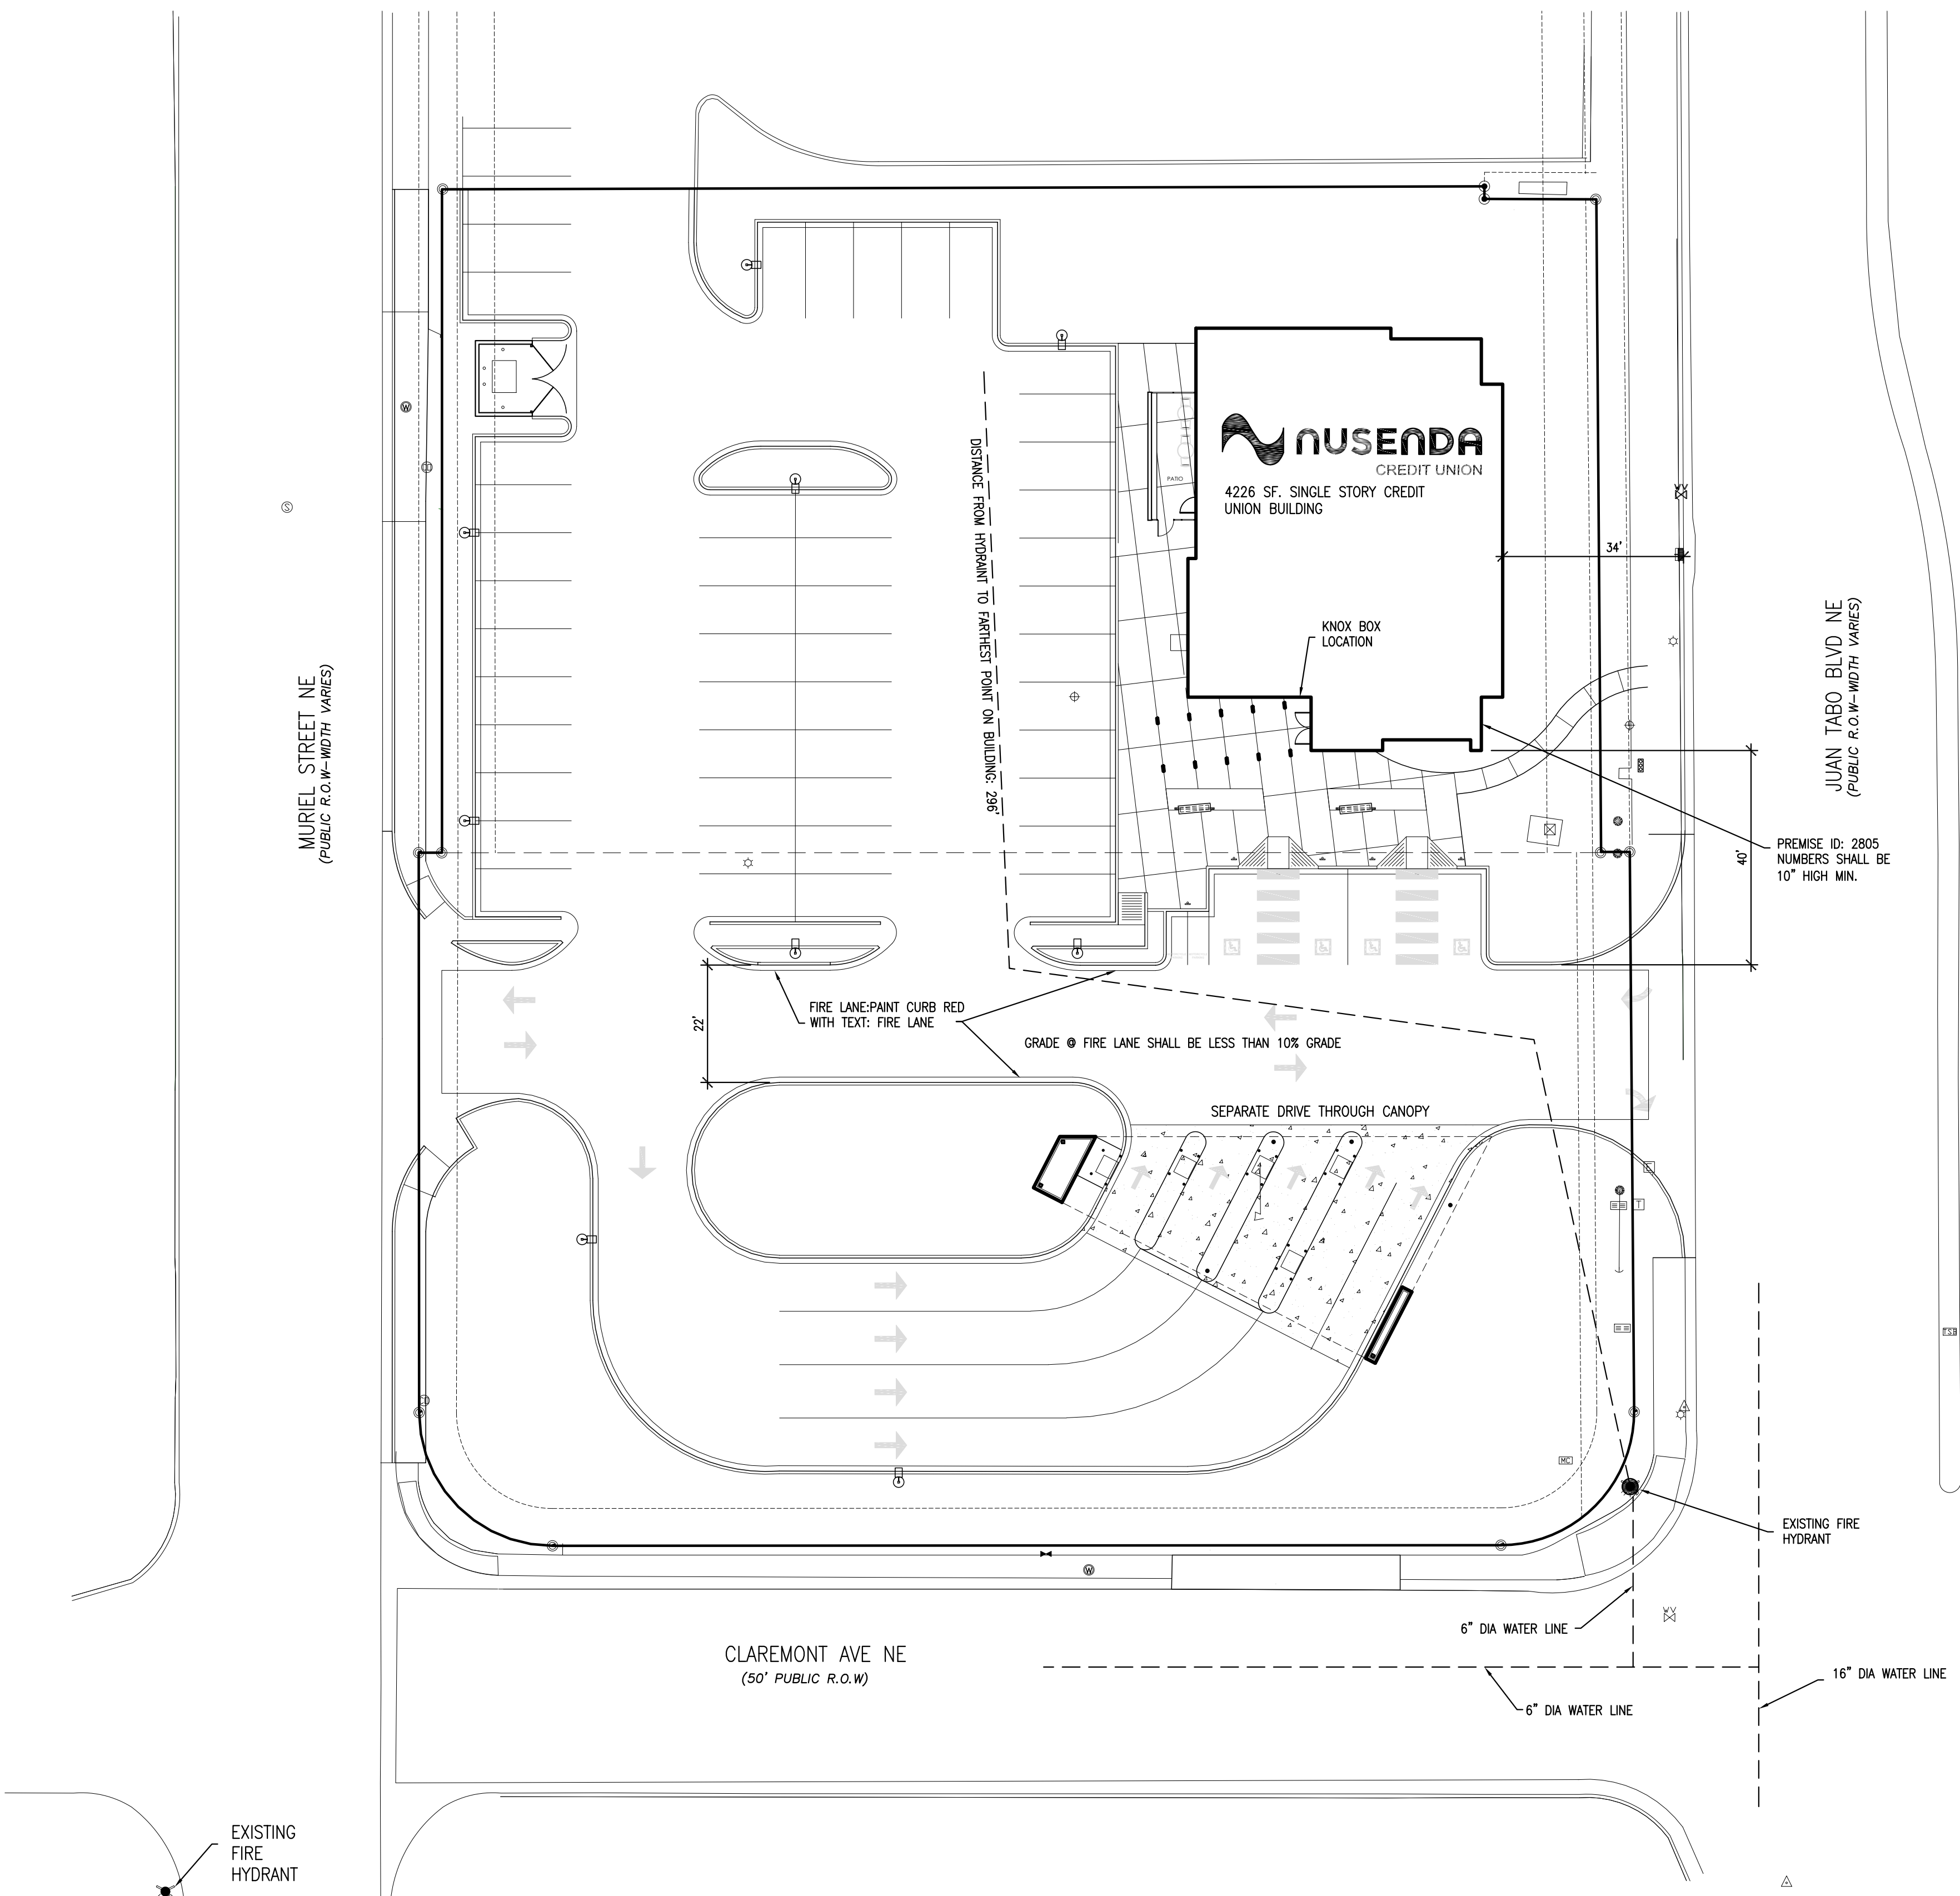 NUSENDA
CREDIT UNION
4226 SF. SINGLE STORY CREDIT
UNION BUILDING
PATIO
34'
KNOX BOX
LOCATION
DISTANCE FROM HYDRAINT TO FARTHEST POINT ON BUILDING: 296'
MURIEL STREET NE
(PUBLIC R.O.W-WIDTH VARIES)
JUAN TABO BLVD NE
(PUBLIC R.O.W-WIDTH VARIES)
W
S
PREMISE ID: 2805
NUMBERS SHALL BE
10" HIGH MIN.
40'
22'
FIRE LANE:PAINT CURB RED
WITH TEXT: FIRE LANE
GRADE @ FIRE LANE SHALL BE LESS THAN 10% GRADE
SEPARATE DRIVE THROUGH CANOPY
E
T
TSB
MC
EXISTING FIRE
HYDRANT
W
WV
6" DIA WATER LINE
CLAREMONT AVE NE
(50' PUBLIC R.O.W)
16" DIA WATER LINE
6" DIA WATER LINE
EXISTING
FIRE
HYDRANT